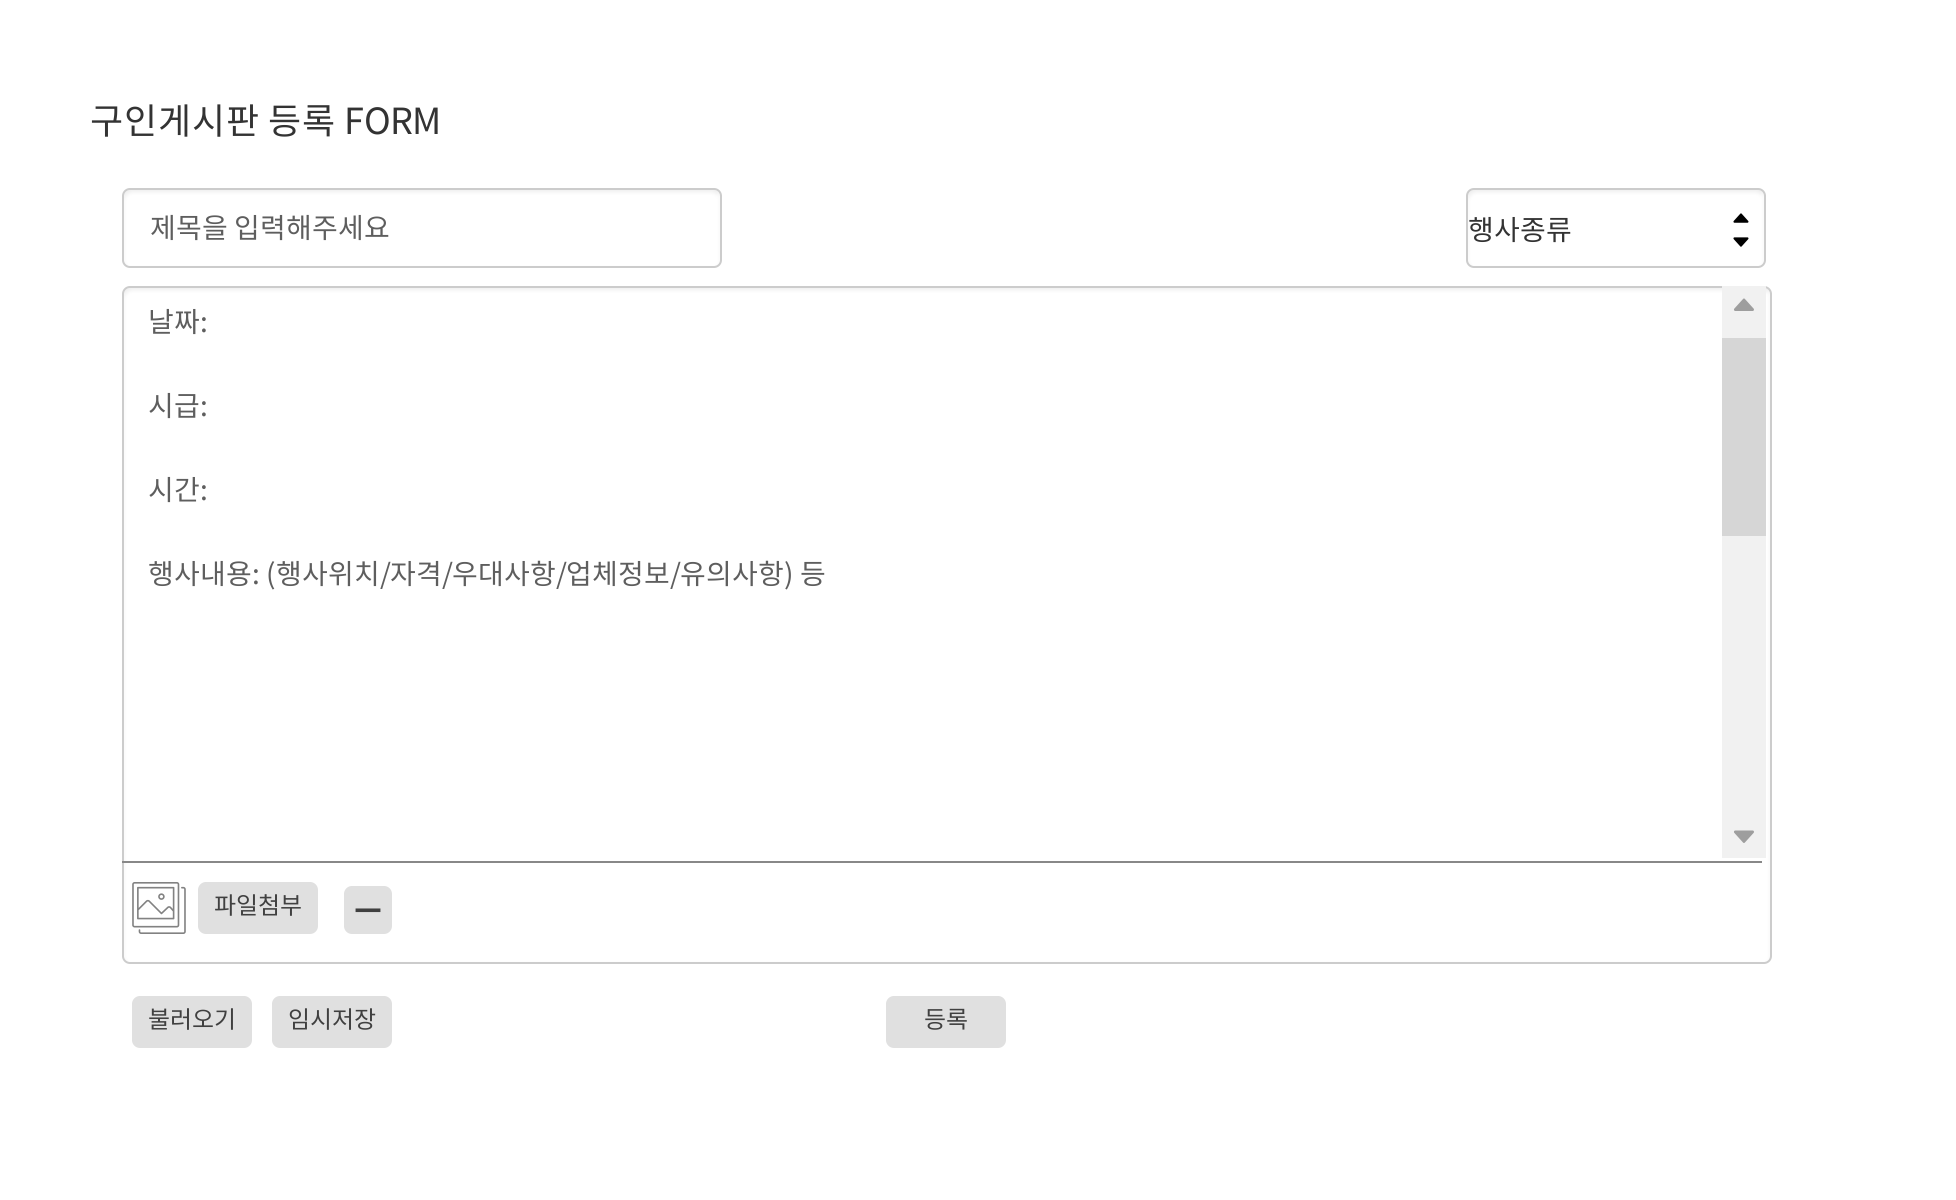 구인게시판 등록 FORM
제목을 입력해주세요
행사종류
날짜:
시급:
시간:
행사내용: (행사위치/자격/우대사항/업체정보/유의사항) 등
파일첨부
불러오기
임시저장
등록